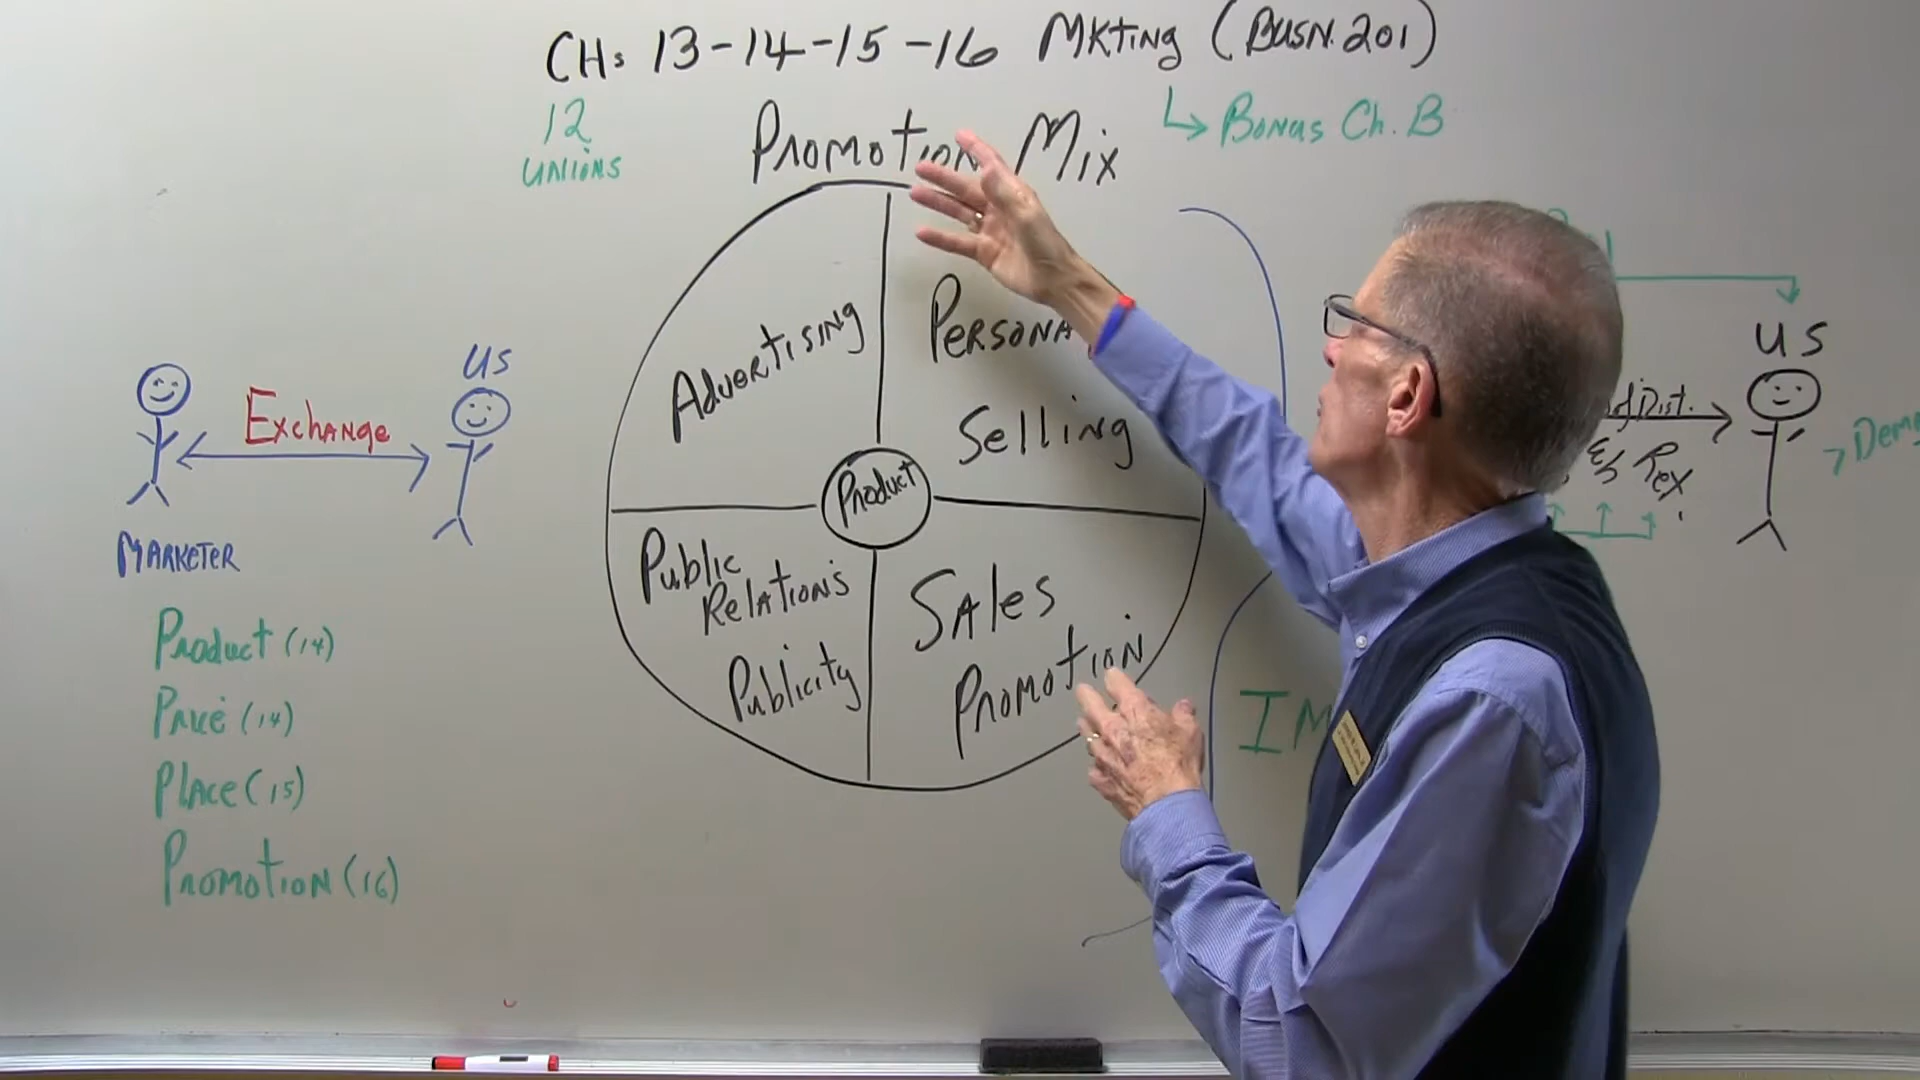 CHs 13-14-15-16 MKTing (BUSN. 201)
12
UNIONS
↳ Bonus Ch. B
Promotion Mix
Advertising
Persona
Selling
Product
Public
Relations
Publicity
Sales
Promotion
US
Exchange
MARKETER
Product (14)
Price (14)
Place (15)
Promotion (16)
US
of Dist.
Rex
Demo
IM